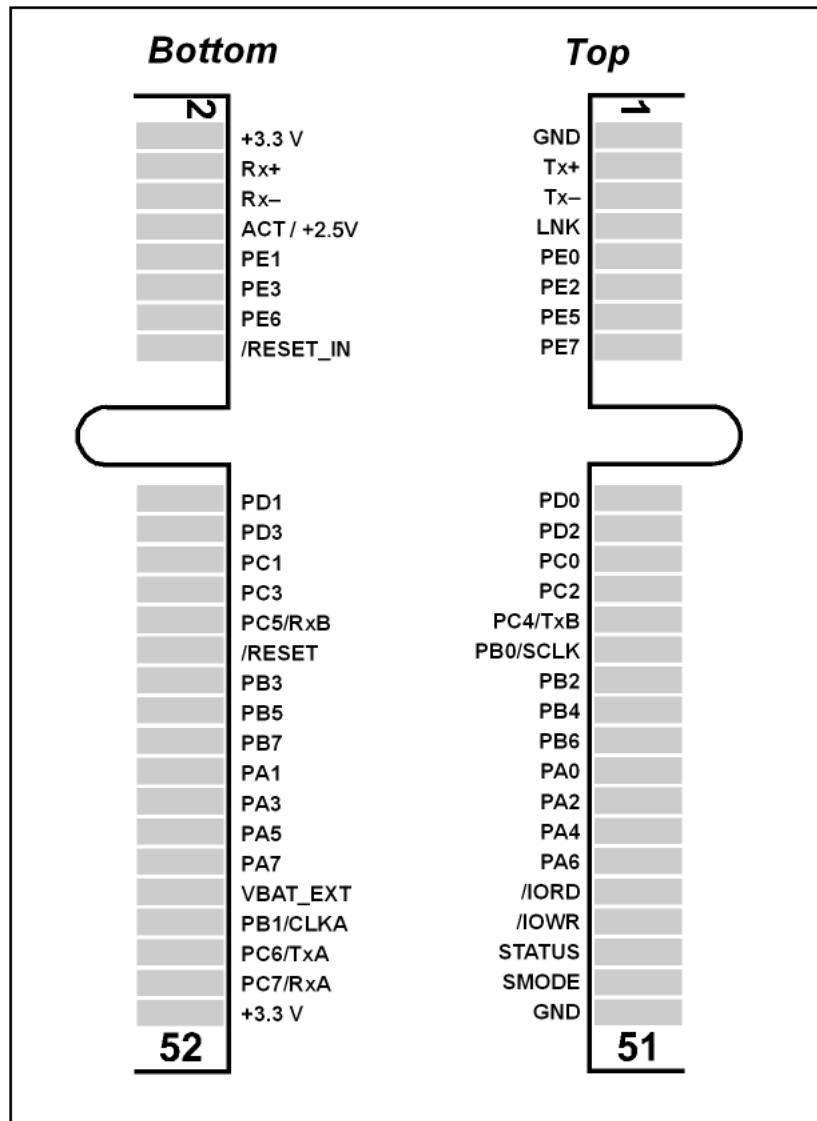 Bottom Top
2 1
+3.3 V GND
Rx+ Tx+
Rx– Tx–
ACT / +2.5V LNK
PE1 PE0
PE3 PE2
PE6 PE5
/RESET_IN PE7
PD1 PD0
PD3 PD2
PC1 PC0
PC3 PC2
PC5/RxB PC4/TxB
/RESET PB0/SCLK
PB3 PB2
PB5 PB4
PB7 PB6
PA1 PA0
PA3 PA2
PA5 PA4
PA7 PA6
VBAT_EXT /IORD
PB1/CLKA /IOWR
PC6/TxA STATUS
PC7/RxA SMODE
+3.3 V GND
52 51